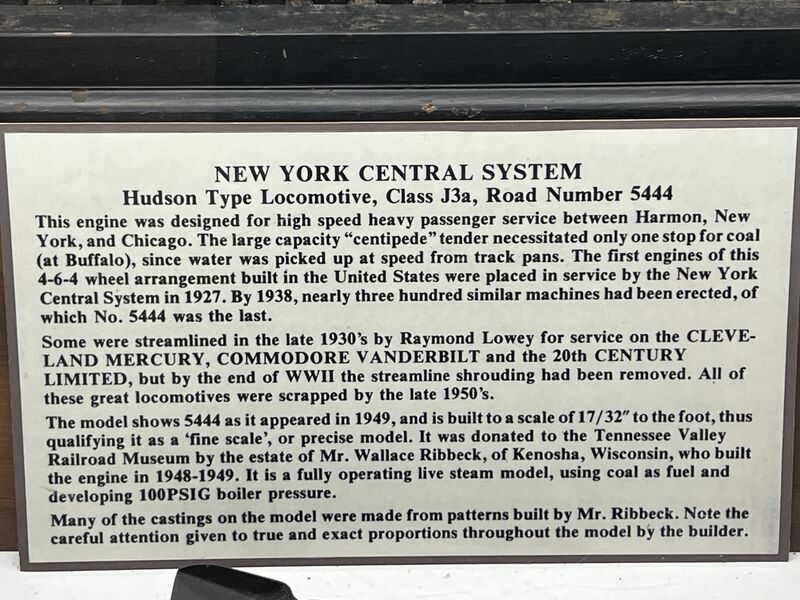 NEW YORK CENTRAL SYSTEM
Hudson Type Locomotive, Class J3a, Road Number 5444
This engine was designed for high speed heavy passenger service between Harmon, New
York, and Chicago. The large capacity “centipede” tender necessitated only one stop for coal
(at Buffalo), since water was picked up at speed from track pans. The first engines of this
4-6-4 wheel arrangement built in the United States were placed in service by the New York
Central System in 1927. By 1938, nearly three hundred similar machines had been erected, of
which No. 5444 was the last.
Some were streamlined in the late 1930’s by Raymond Lowey for service on the CLEVE-
LAND MERCURY, COMMODORE VANDERBILT and the 20th CENTURY
LIMITED, but by the end of WWII the streamline shrouding had been removed. All of
these great locomotives were scrapped by the late 1950’s.
The model shows 5444 as it appeared in 1949, and is built to a scale of 17/32″ to the foot, thus
qualifying it as a ‘fine scale’, or precise model. It was donated to the Tennessee Valley
Railroad Museum by the estate of Mr. Wallace Ribbeck, of Kenosha, Wisconsin, who built
the engine in 1948-1949. It is a fully operating live steam model, using coal as fuel and
developing 100PSIG boiler pressure.
Many of the castings on the model were made from patterns built by Mr. Ribbeck. Note the
careful attention given to true and exact proportions throughout the model by the builder.